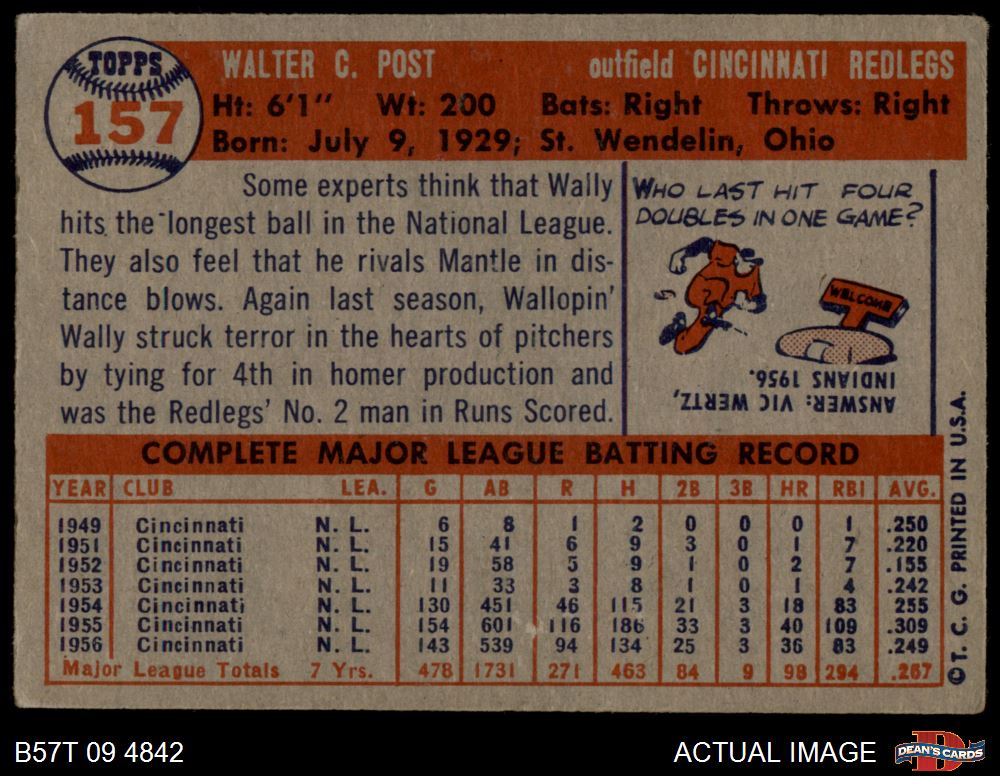 TOPPS
157
WALTER C. POST outfield CINCINNATI REDLEGS
Ht: 6'1" Wt: 200 Bats: Right Throws: Right
Born: July 9, 1929; St. Wendelin, Ohio
Some experts think that Wally
hits the longest ball in the National League.
They also feel that he rivals Mantle in dis-
tance blows. Again last season, Wallopin'
Wally struck terror in the hearts of pitchers
by tying for 4th in homer production and
was the Redlegs' No. 2 man in Runs Scored.
WHO LAST HIT FOUR
DOUBLES IN ONE GAME?
WELCOME
ANSWER: VIC WERTZ,
INDIANS 1956.
COMPLETE MAJOR LEAGUE BATTING RECORD
YEAR CLUB LEA. G AB R H 2B 3B HR RBI AVG.
1949 Cincinnati N. L. 6 8 1 2 0 0 0 1 .250
1951 Cincinnati N. L. 15 41 6 9 3 0 1 7 .220
1952 Cincinnati N. L. 19 58 5 9 1 0 2 7 .155
1953 Cincinnati N. L. 11 33 3 8 1 0 1 4 .242
1954 Cincinnati N. L. 130 451 46 115 21 3 18 83 .255
1955 Cincinnati N. L. 154 601 116 186 33 3 40 109 .309
1956 Cincinnati N. L. 143 539 94 134 25 3 36 83 .249
Major League Totals 7 Yrs. 478 1731 271 463 84 9 98 294 .267
©T. C. G. PRINTED IN U.S.A.
B57T 09 4842 ACTUAL IMAGE
D
DEAN'S CARDS